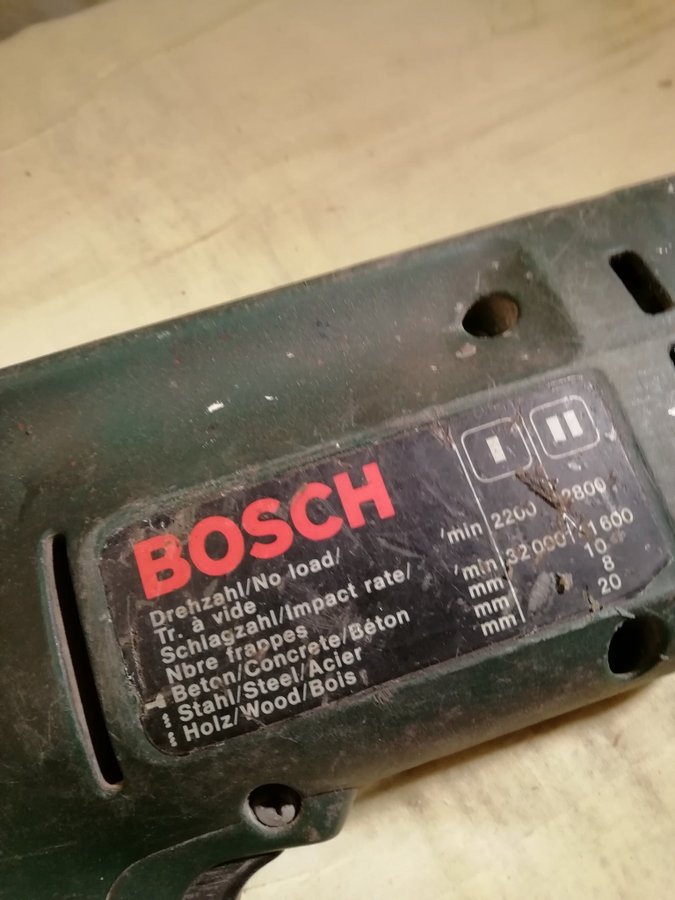 BOSCH
I II
Drehzahl/No load/
Tr. à vide /min 2200 2800
Schlagzahl/Impact rate/
Nbre frappes /min 32000 41600
Beton/Concrete/Béton mm 10
Stahl/Steel/Acier mm 8
Holz/Wood/Bois mm 20